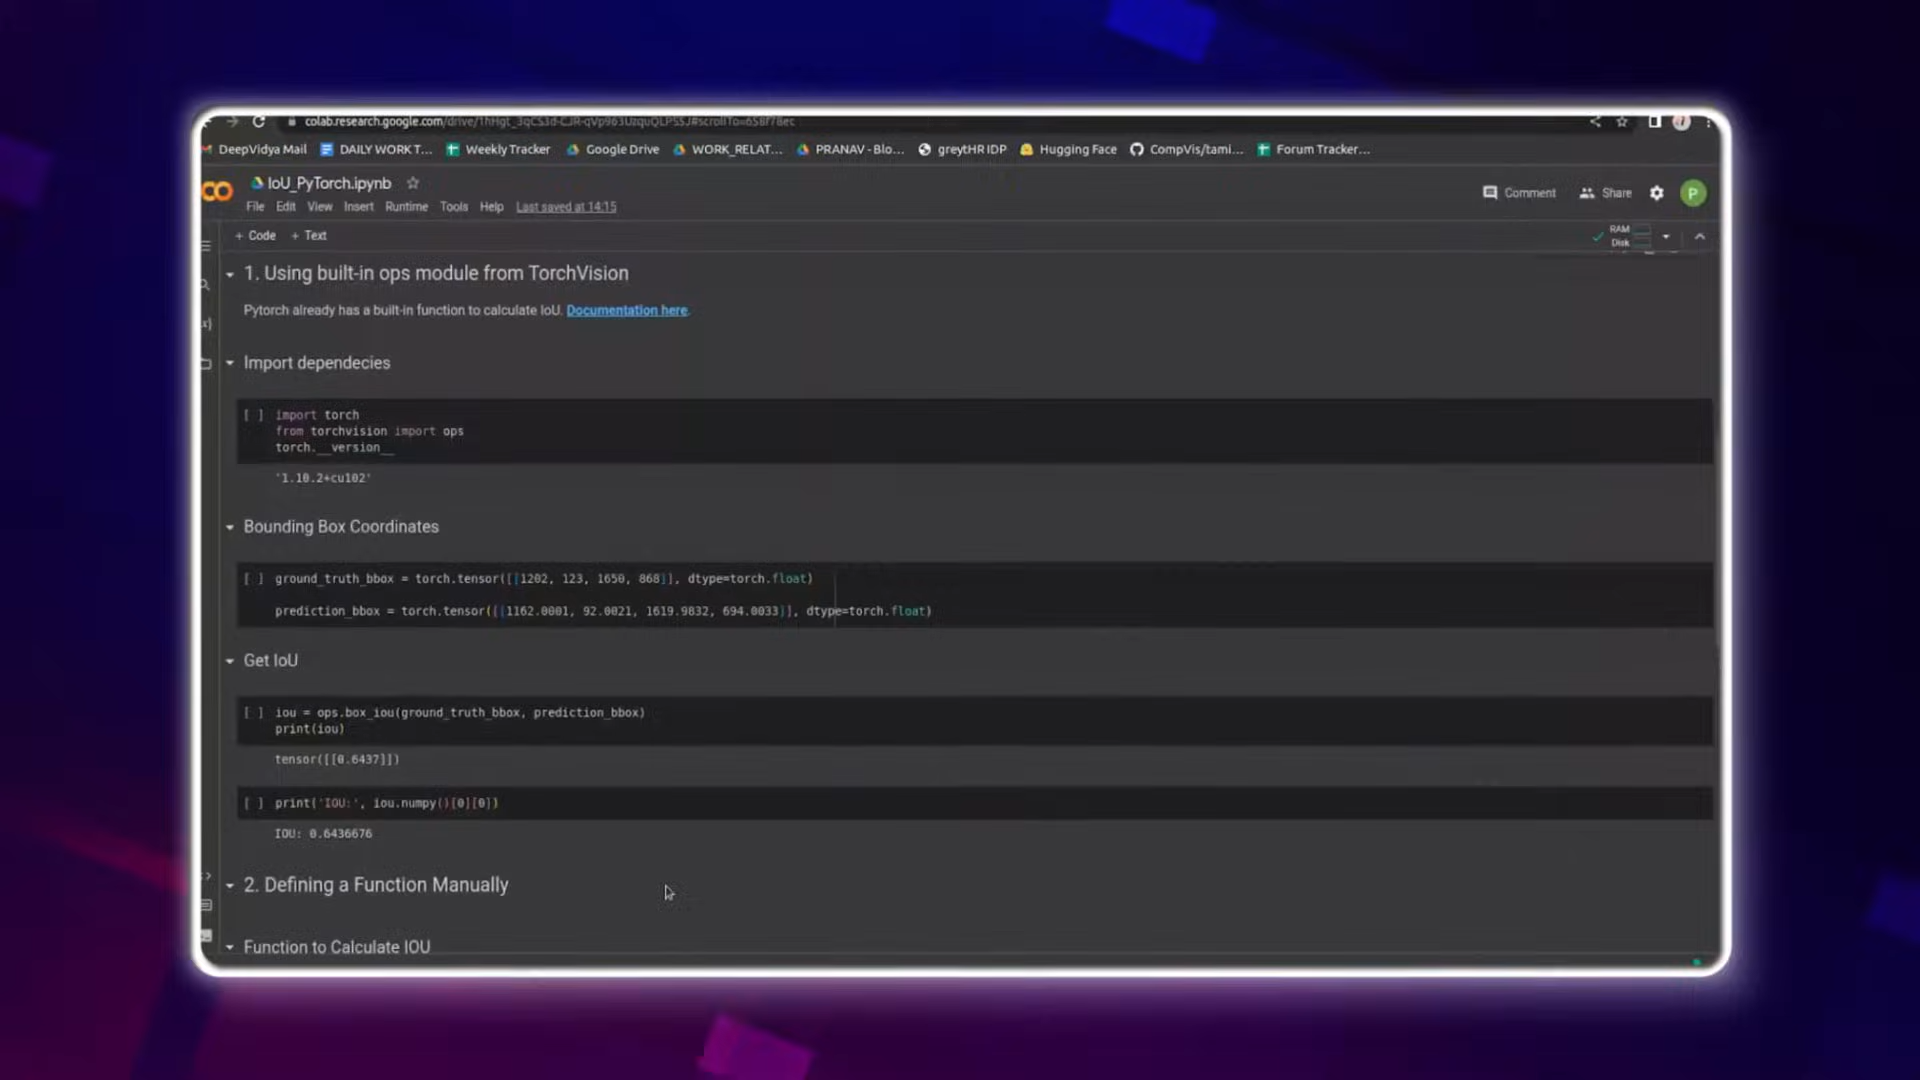 colab.research.google.com/drive/
DeepVidya Mail DAILY WORK T... Weekly Tracker Google Drive WORK_RELAT... PRANAV - Blo... greytHR IDP Hugging Face CompVis/tami... Forum Tracker...
IoU_PyTorch.ipynb
Comment Share P
File Edit View Insert Runtime Tools Help Last saved at 14:15
+ Code + Text
RAM
Disk
1. Using built-in ops module from TorchVision
Pytorch already has a built-in function to calculate IoU. Documentation here.
Import dependecies
[ ] import torch
from torchvision import ops
torch.__version__
'1.10.2+cu102'
Bounding Box Coordinates
[ ] ground_truth_bbox = torch.tensor([[1202, 123, 1650, 868]], dtype=torch.float)
prediction_bbox = torch.tensor([[1162.0001, 92.0021, 1619.9832, 694.0033]], dtype=torch.float)
Get IoU
[ ] iou = ops.box_iou(ground_truth_bbox, prediction_bbox)
print(iou)
tensor([[0.6437]])
[ ] print('IOU:', iou.numpy()[0][0])
IOU: 0.6436676
2. Defining a Function Manually
Function to Calculate IOU